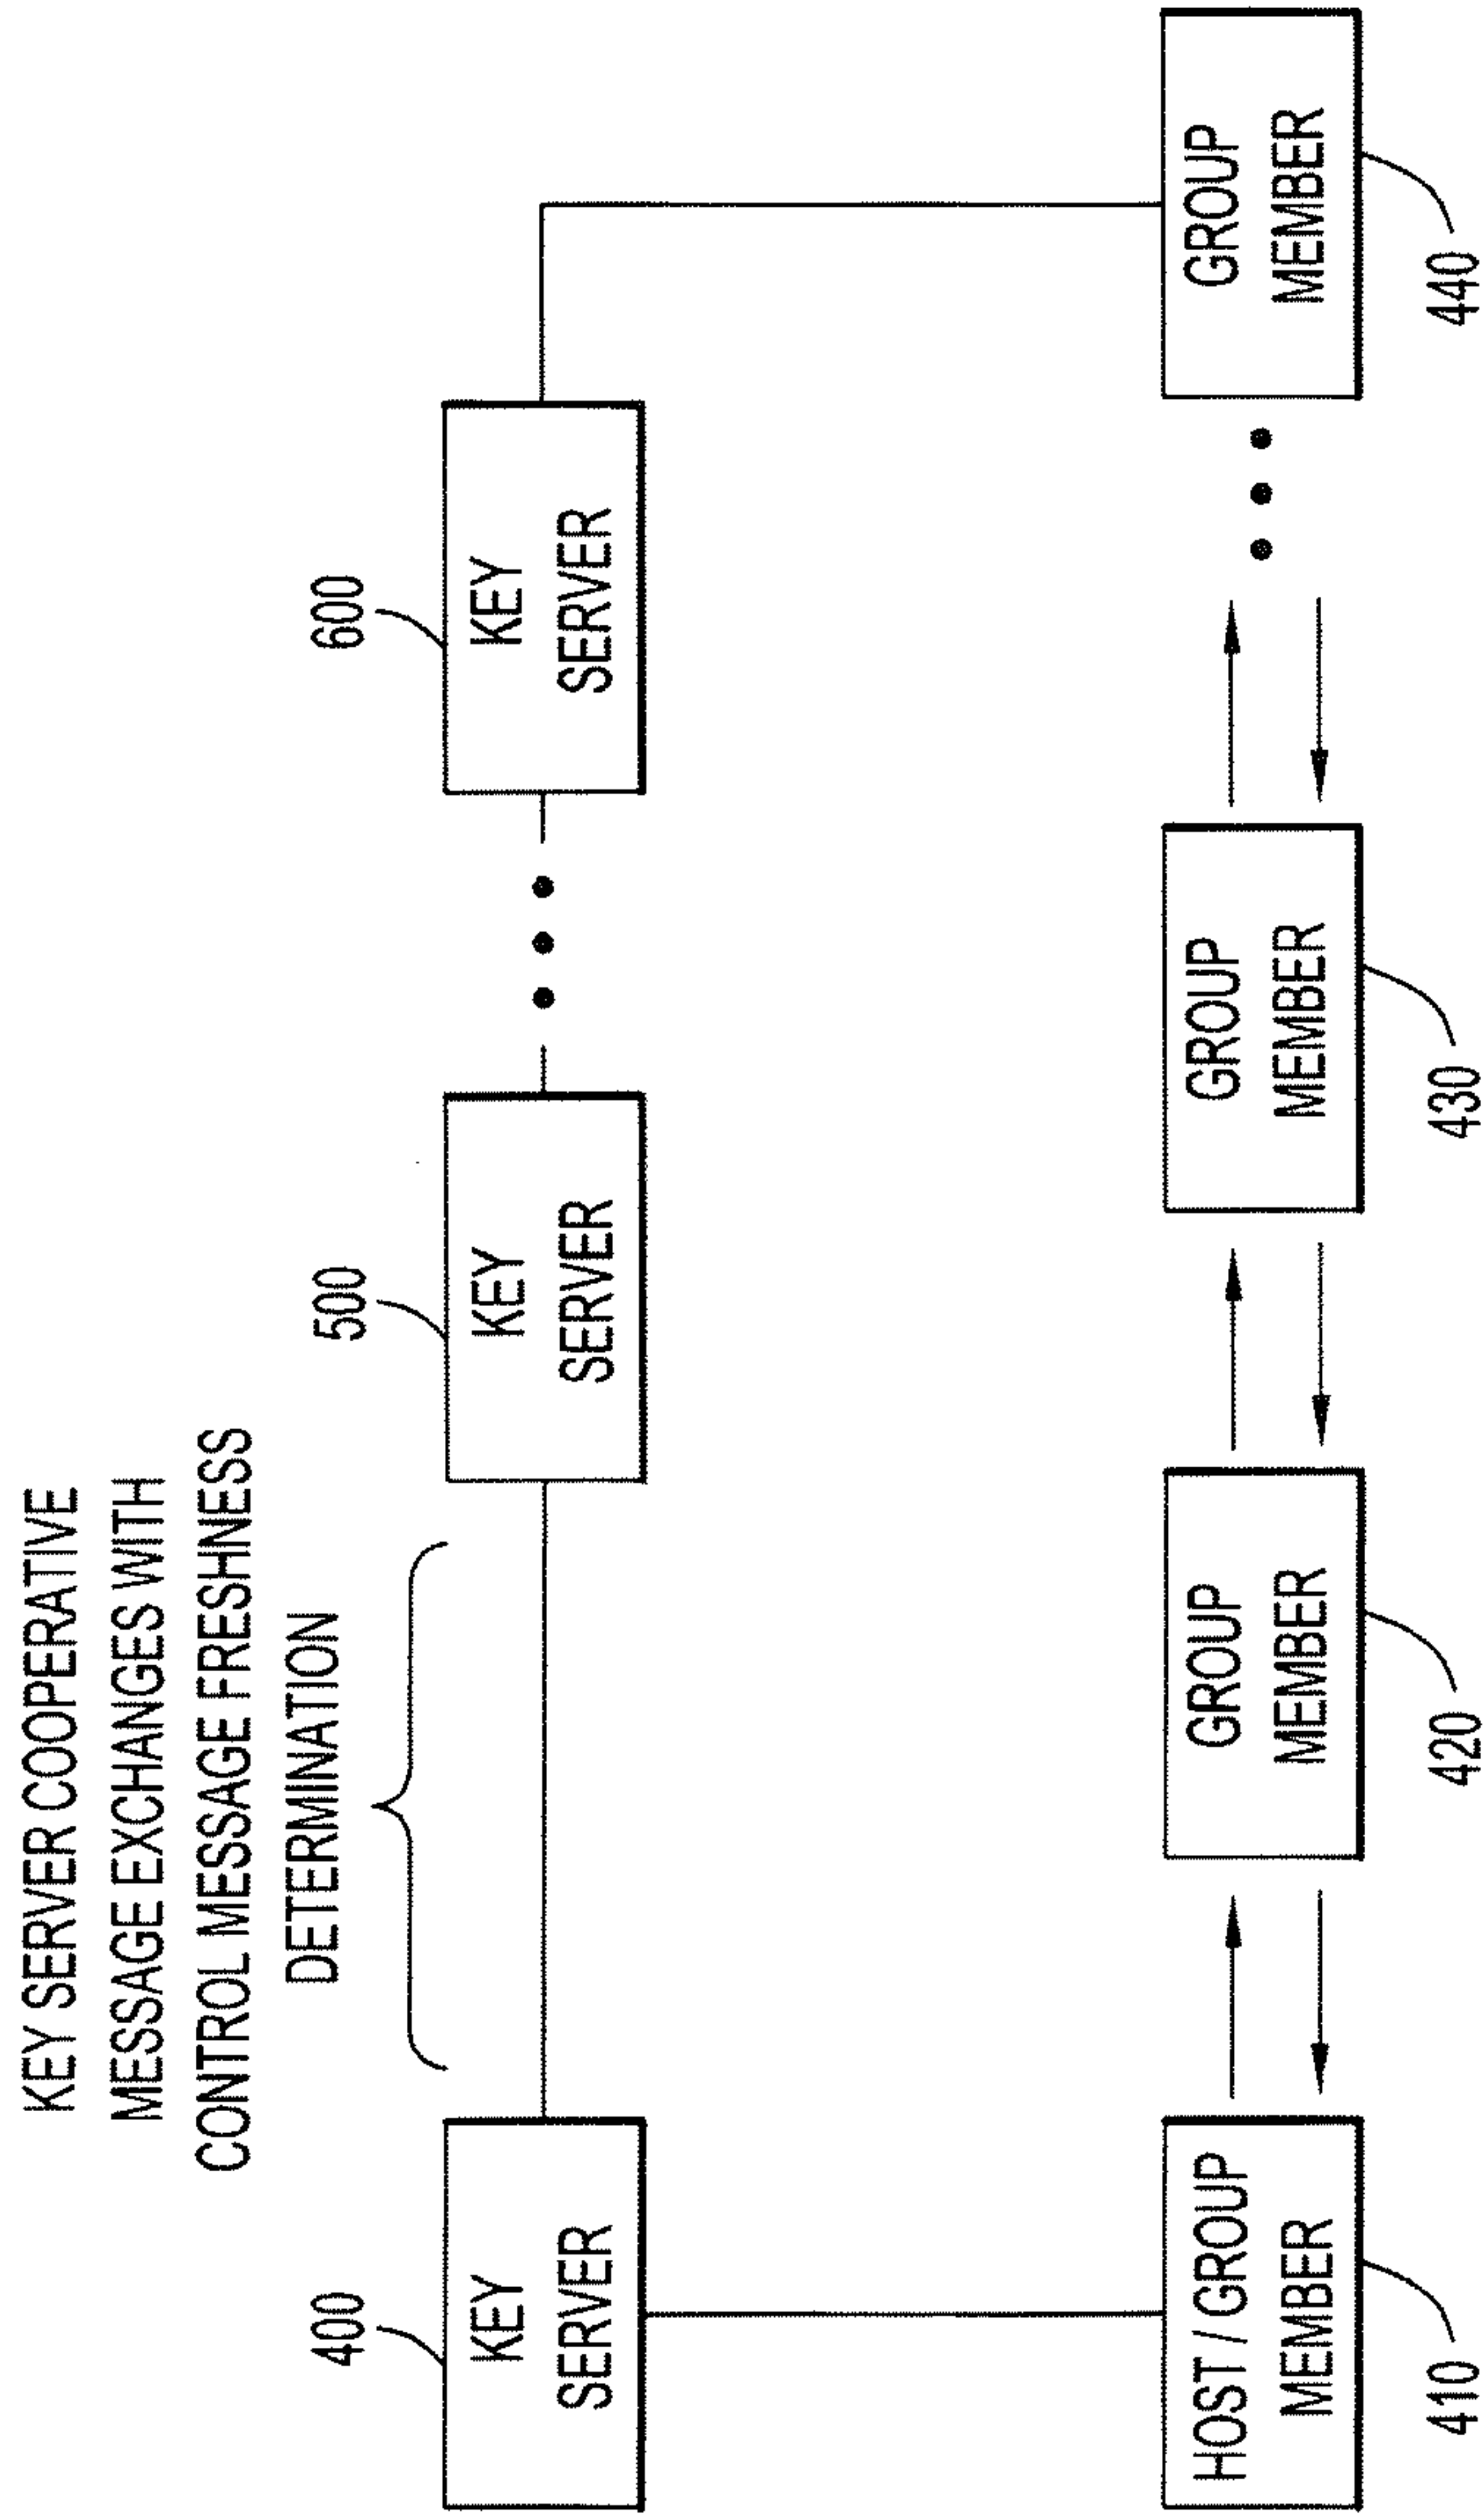 KEY SERVER COOPERATIVE
MESSAGE EXCHANGES WITH
CONTROL MESSAGE FRESHNESS
DETERMINATION
400
500
600
KEY
SERVER
KEY
SERVER
KEY
SERVER
HOST / GROUP
MEMBER
GROUP
MEMBER
GROUP
MEMBER
GROUP
MEMBER
410
420
430
440